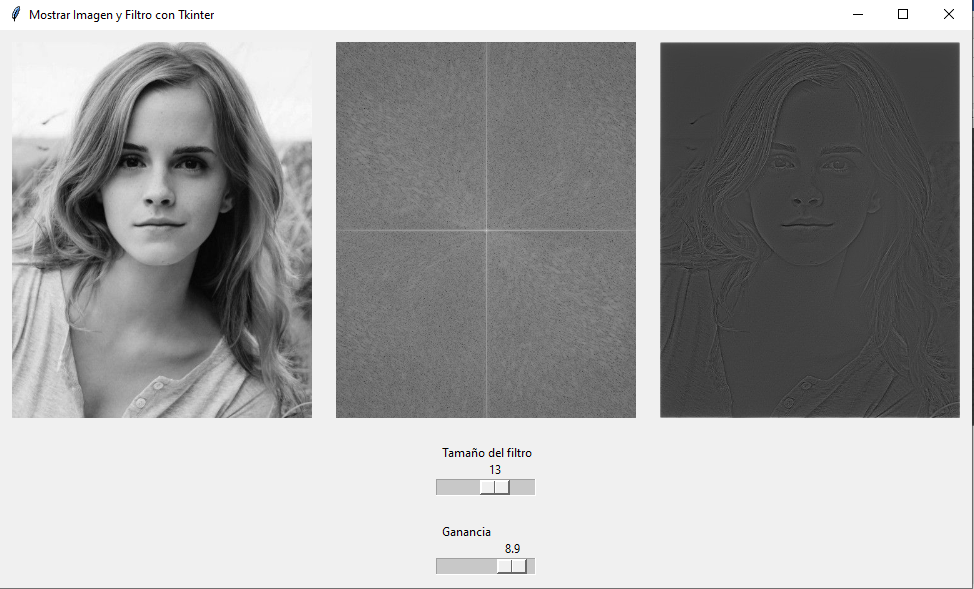 Mostrar Imagen y Filtro con Tkinter
Tamaño del filtro
13
Ganancia
8.9